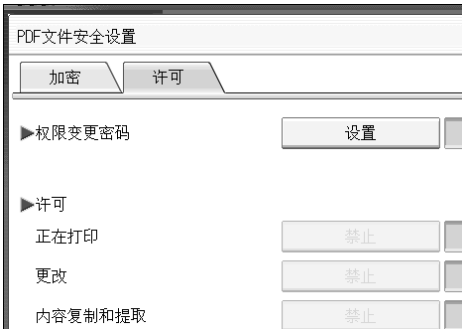 PDF文件安全设置
加密 许可
▶权限变更密码 设置
▶许可
正在打印 禁止
更改 禁止
内容复制和提取 禁止